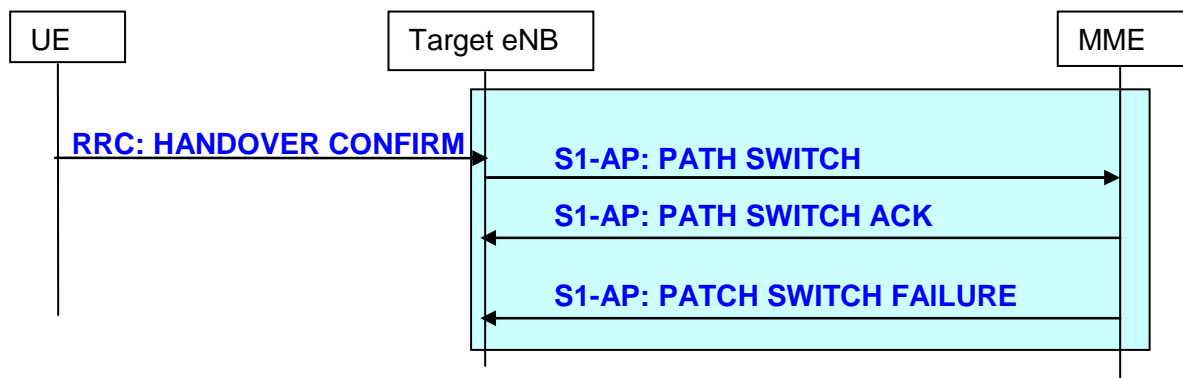 UE
Target eNB
MME
RRC: HANDOVER CONFIRM
S1-AP: PATH SWITCH
S1-AP: PATH SWITCH ACK
S1-AP: PATCH SWITCH FAILURE